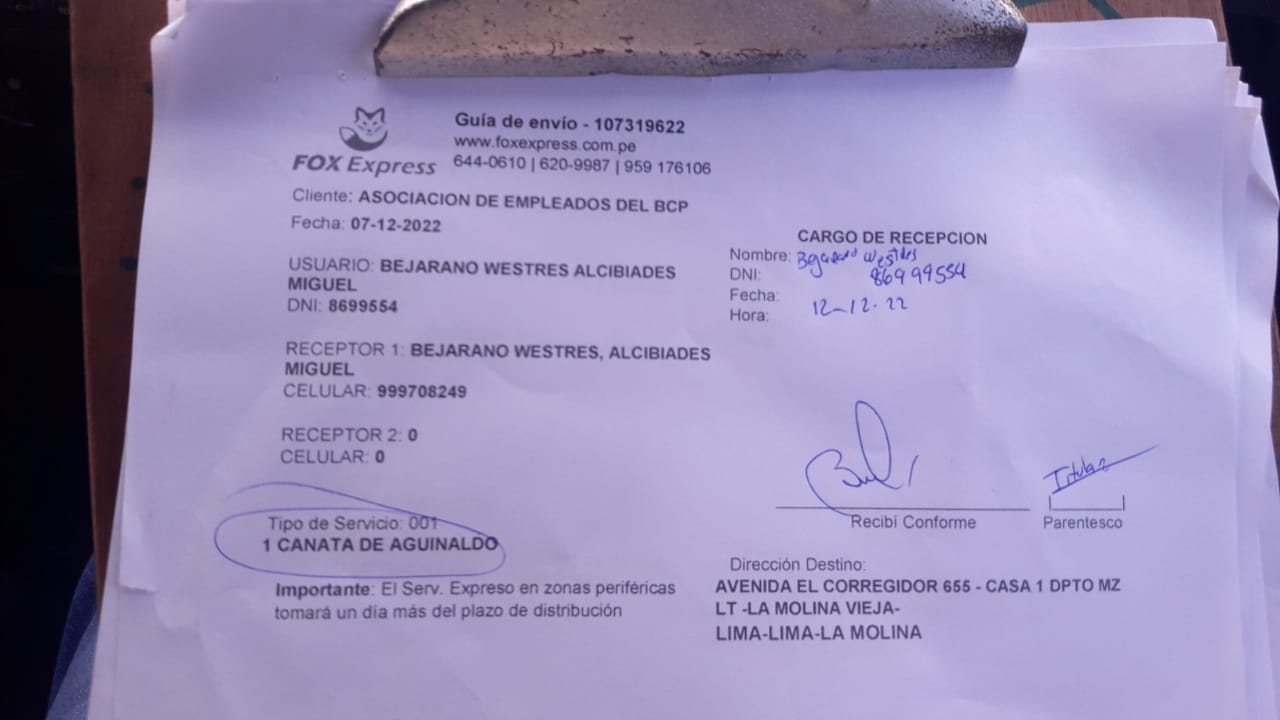 FOX Express
Guía de envío - 107319622
www.foxexpress.com.pe
644-0610 | 620-9987 | 959 176106
Cliente: ASOCIACION DE EMPLEADOS DEL BCP
Fecha: 07-12-2022
USUARIO: BEJARANO WESTRES ALCIBIADES
MIGUEL
DNI: 8699554
RECEPTOR 1: BEJARANO WESTRES, ALCIBIADES
MIGUEL
CELULAR: 999708249
RECEPTOR 2: 0
CELULAR: 0
Tipo de Servicio: 001
1 CANATA DE AGUINALDO
Importante: El Serv. Expreso en zonas periféricas
tomará un día más del plazo de distribución
CARGO DE RECEPCION
Nombre: Bejarano Westres
DNI: 86999554
Fecha: 12-12-22
Hora:
Titular
Recibí Conforme
Parentesco
Dirección Destino:
AVENIDA EL CORREGIDOR 655 - CASA 1 DPTO MZ
LT -LA MOLINA VIEJA-
LIMA-LIMA-LA MOLINA